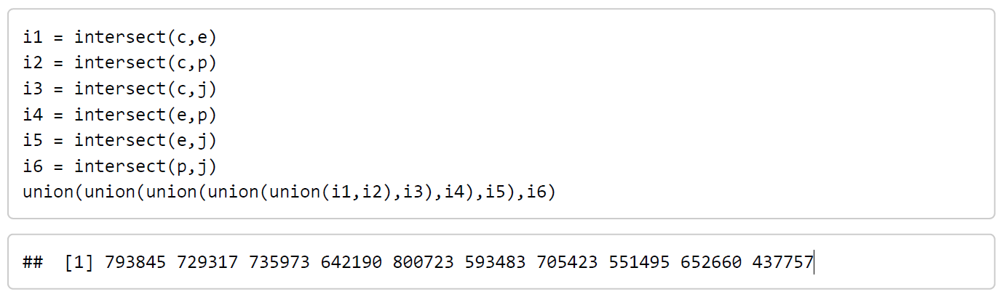 i1 = intersect(c,e)
i2 = intersect(c,p)
i3 = intersect(c,j)
i4 = intersect(e,p)
i5 = intersect(e,j)
i6 = intersect(p,j)
union(union(union(union(union(i1,i2),i3),i4),i5),i6)
##  [1] 793845 729317 735973 642190 800723 593483 705423 551495 652660 437757